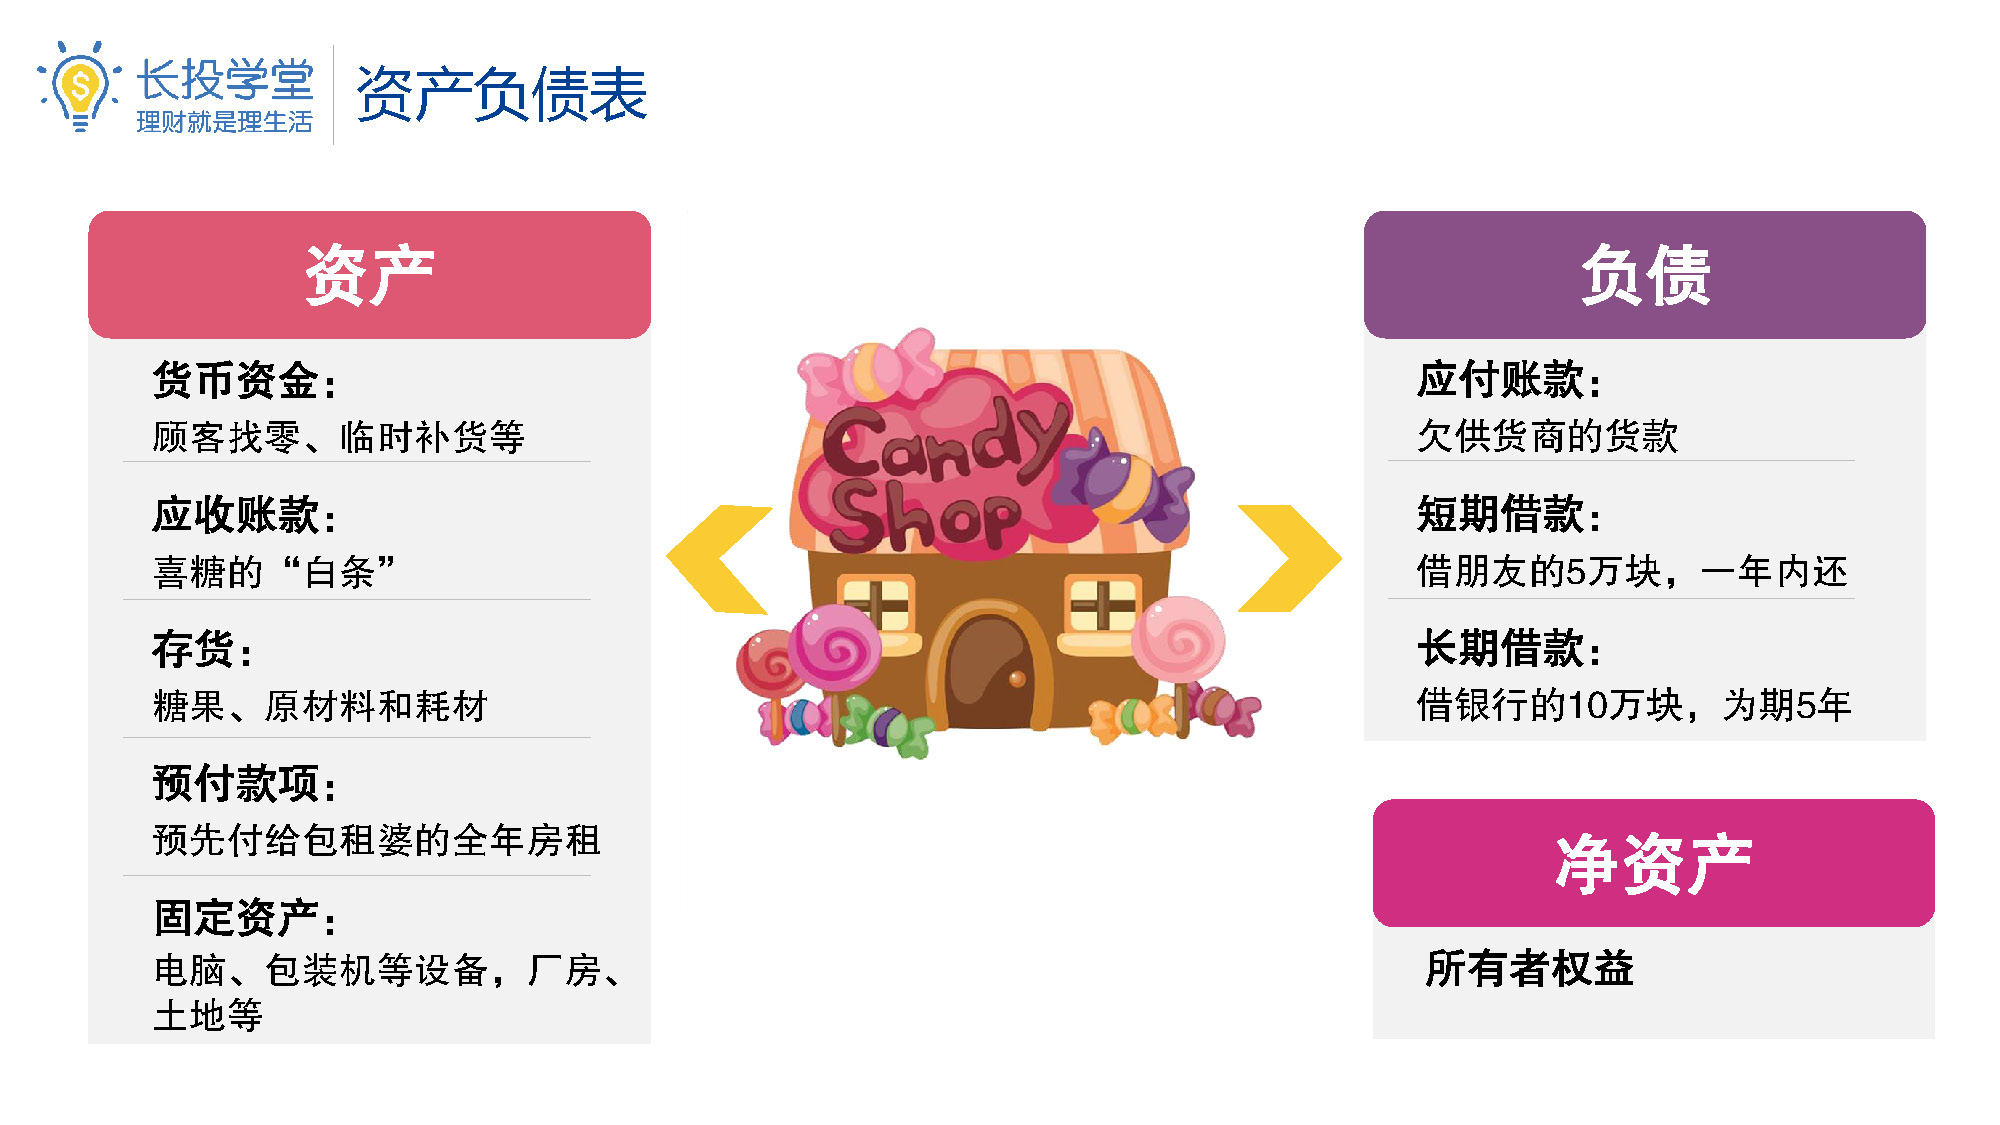 长投学堂
理财就是理生活
资产负债表
资产
货币资金：
顾客找零、临时补货等
应收账款：
喜糖的“白条”
存货：
糖果、原材料和耗材
预付款项：
预先付给包租婆的全年房租
固定资产：
电脑、包装机等设备，厂房、
土地等
Candy
Shop
负债
应付账款：
欠供货商的货款
短期借款：
借朋友的5万块，一年内还
长期借款：
借银行的10万块，为期5年
净资产
所有者权益